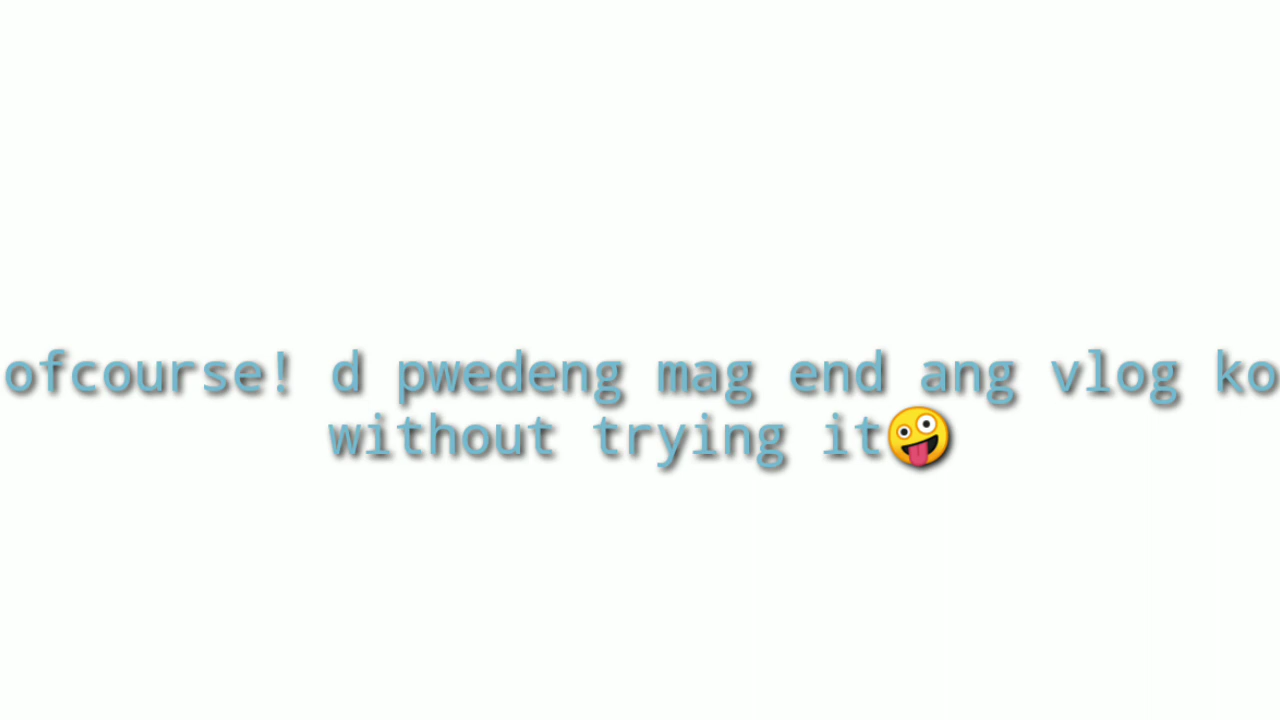 ofcourse! d pwedeng mag end ang vlog ko
without trying it🤪